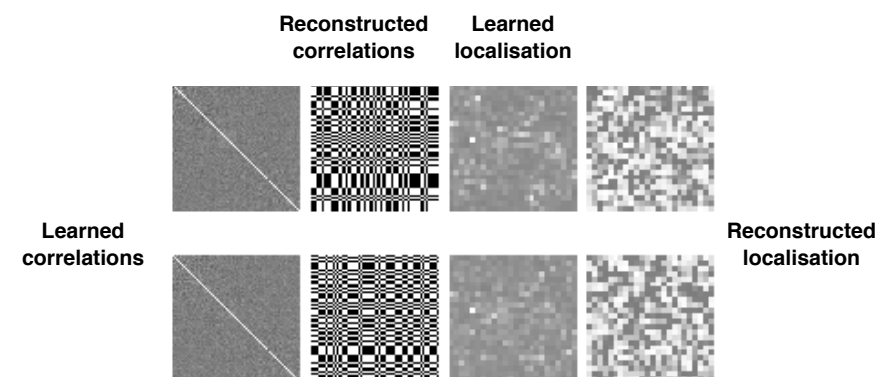 Reconstructed
correlations
Learned
localisation
Learned
correlations
Reconstructed
localisation